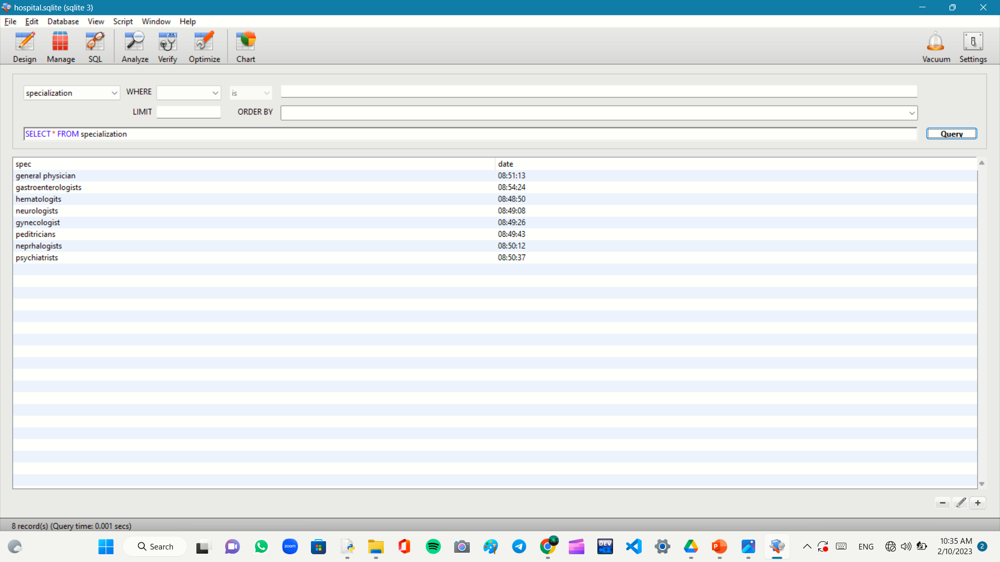 hospital.sqlite (sqlite 3)
File Edit Database View Script Window Help
Design Manage SQL Analyze Verify Optimize Chart Vacuum Settings
specialization WHERE is
LIMIT ORDER BY
SELECT * FROM specialization Query
spec date
general physician 08:51:13
gastroenterologists 08:54:24
hematologits 08:48:50
neurologists 08:49:08
gynecologist 08:49:26
peditricians 08:49:43
neprhalogists 08:50:12
psychiatrists 08:50:37
8 record(s) (Query time: 0.001 secs)
Search zoom DEV C++ P ENG 10:35 AM 2
2/10/2023